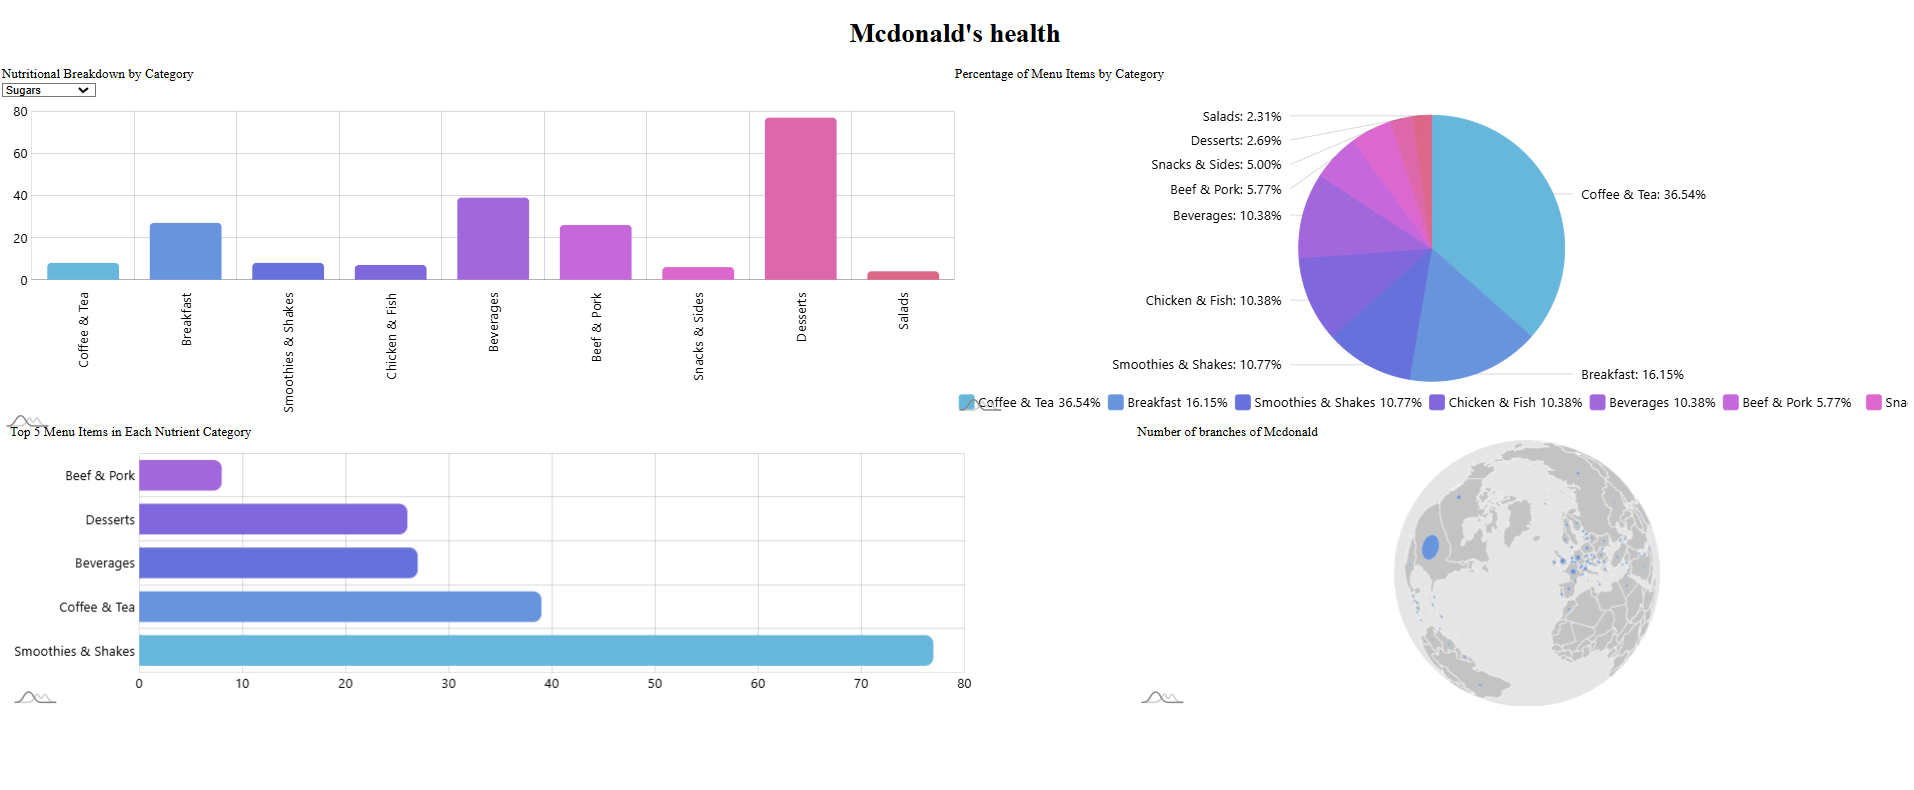 Mcdonald's health
Nutritional Breakdown by Category
Sugars
80
60
40
20
0
Coffee & Tea
Breakfast
Smoothies & Shakes
Chicken & Fish
Beverages
Beef & Pork
Snacks & Sides
Desserts
Salads
Percentage of Menu Items by Category
Salads: 2.31%
Desserts: 2.69%
Snacks & Sides: 5.00%
Beef & Pork: 5.77%
Beverages: 10.38%
Chicken & Fish: 10.38%
Smoothies & Shakes: 10.77%
Coffee & Tea: 36.54%
Breakfast: 16.15%
Coffee & Tea 36.54% Breakfast 16.15% Smoothies & Shakes 10.77% Chicken & Fish 10.38% Beverages 10.38% Beef & Pork 5.77% Sna
Top 5 Menu Items in Each Nutrient Category
Beef & Pork
Desserts
Beverages
Coffee & Tea
Smoothies & Shakes
0 10 20 30 40 50 60 70 80
Number of branches of Mcdonald